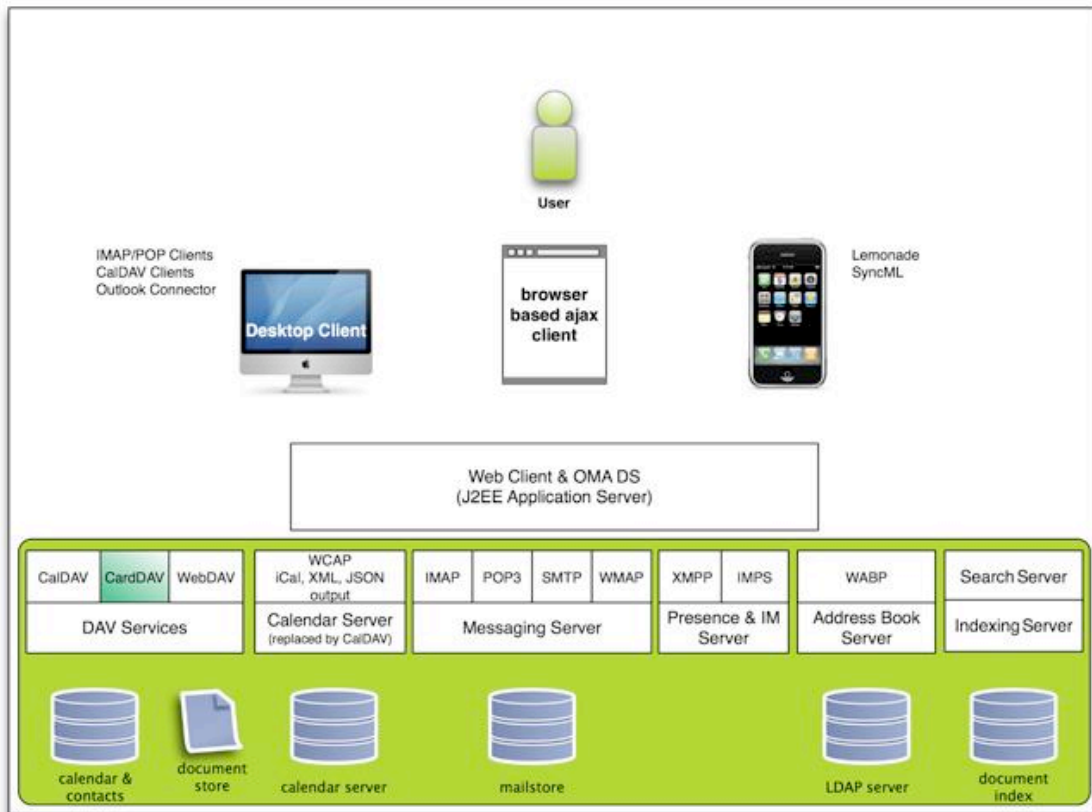 User
IMAP/POP Clients
CalDAV Clients
Outlook Connector
Desktop Client
browser
based ajax
client
Lemonade
SyncML
Web Client & OMA DS
(J2EE Application Server)
CalDAV
CardDAV
WebDAV
DAV Services
WCAP
iCal, XML, JSON
output
Calendar Server
(replaced by CalDAV)
IMAP
POP3
SMTP
WMAP
Messaging Server
XMPP
IMPS
Presence & IM
Server
WABP
Address Book
Server
Search Server
Indexing Server
calendar &
contacts
document
store
calendar server
mailstore
LDAP server
document
index